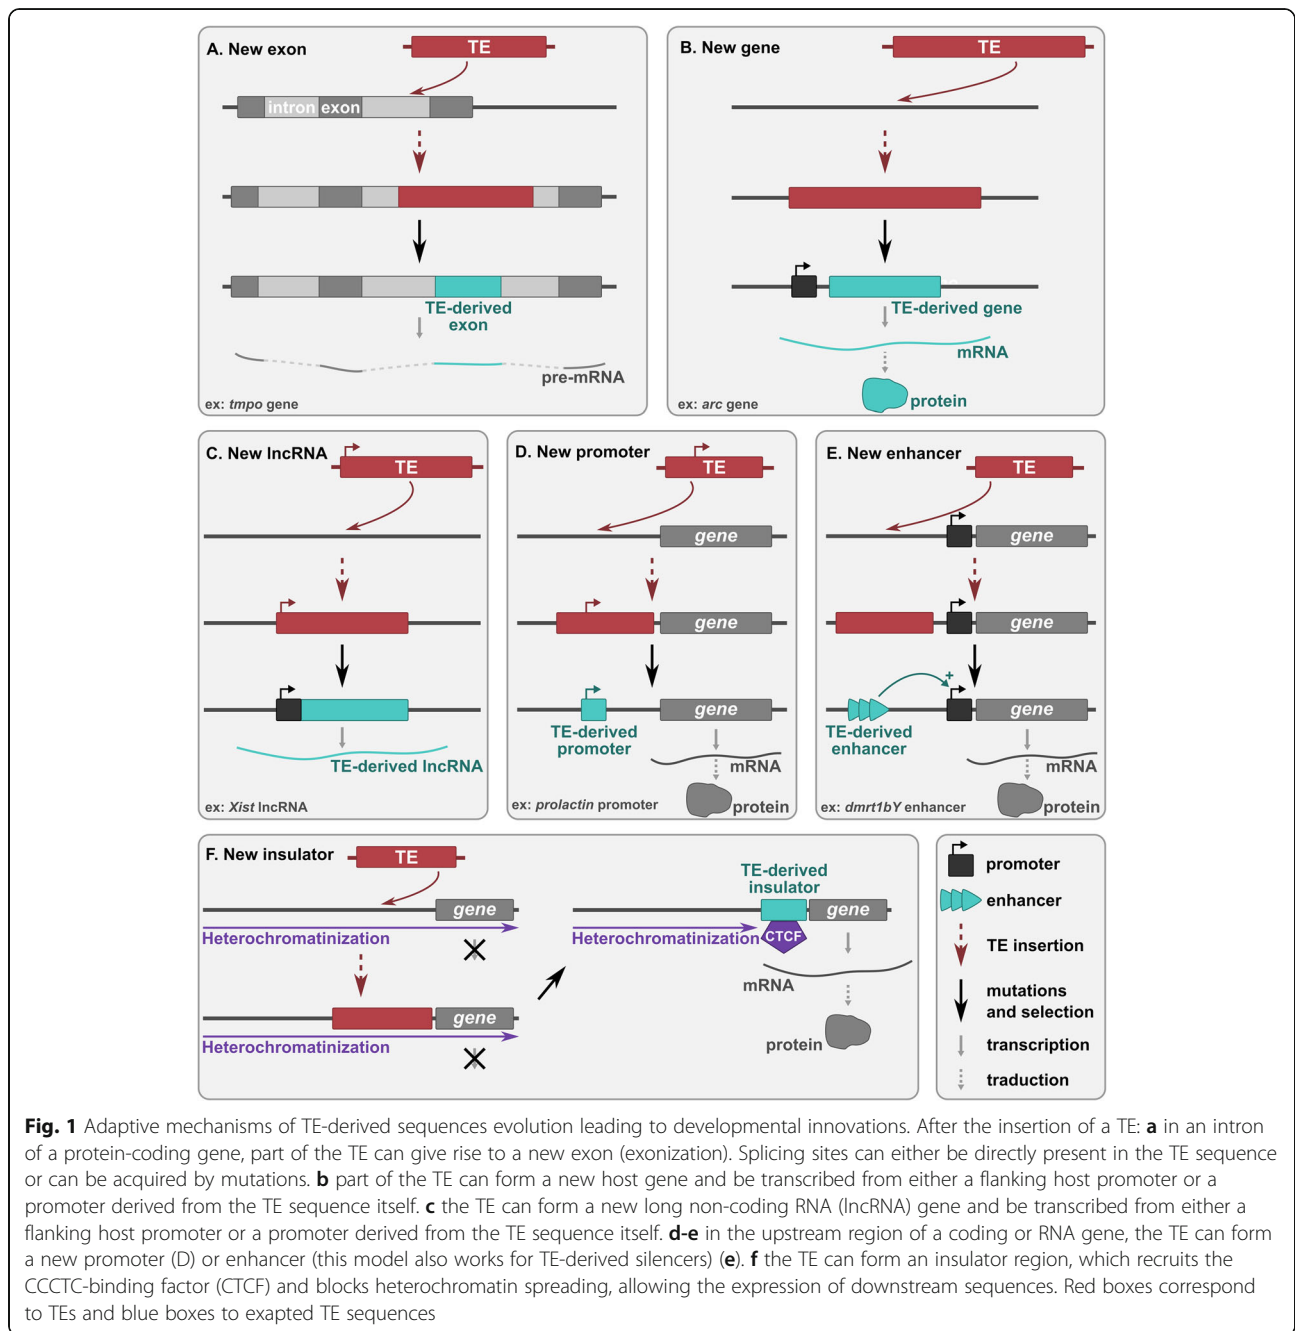 A. New exon
TE
intron exon
TE-derived
exon
pre-mRNA
ex: tmpo gene
B. New gene
TE
TE-derived gene
mRNA
protein
ex: arc gene
C. New lncRNA
TE
TE-derived lncRNA
ex: Xist lncRNA
D. New promoter
TE
gene
gene
gene
TE-derived
promoter
mRNA
protein
ex: prolactin promoter
E. New enhancer
TE
gene
gene
+
gene
TE-derived
enhancer
mRNA
protein
ex: dmrt1bY enhancer
F. New insulator
TE
gene
Heterochromatinization
gene
Heterochromatinization
TE-derived
insulator
gene
Heterochromatinization
CTCF
mRNA
protein
promoter
enhancer
TE insertion
mutations
and selection
transcription
traduction
Fig. 1 Adaptive mechanisms of TE-derived sequences evolution leading to developmental innovations. After the insertion of a TE: a in an intron
of a protein-coding gene, part of the TE can give rise to a new exon (exonization). Splicing sites can either be directly present in the TE sequence
or can be acquired by mutations. b part of the TE can form a new host gene and be transcribed from either a flanking host promoter or a
promoter derived from the TE sequence itself. c the TE can form a new long non-coding RNA (lncRNA) gene and be transcribed from either a
flanking host promoter or a promoter derived from the TE sequence itself. d-e in the upstream region of a coding or RNA gene, the TE can form
a new promoter (D) or enhancer (this model also works for TE-derived silencers) (e). f the TE can form an insulator region, which recruits the
CCCTC-binding factor (CTCF) and blocks heterochromatin spreading, allowing the expression of downstream sequences. Red boxes correspond
to TEs and blue boxes to exapted TE sequences